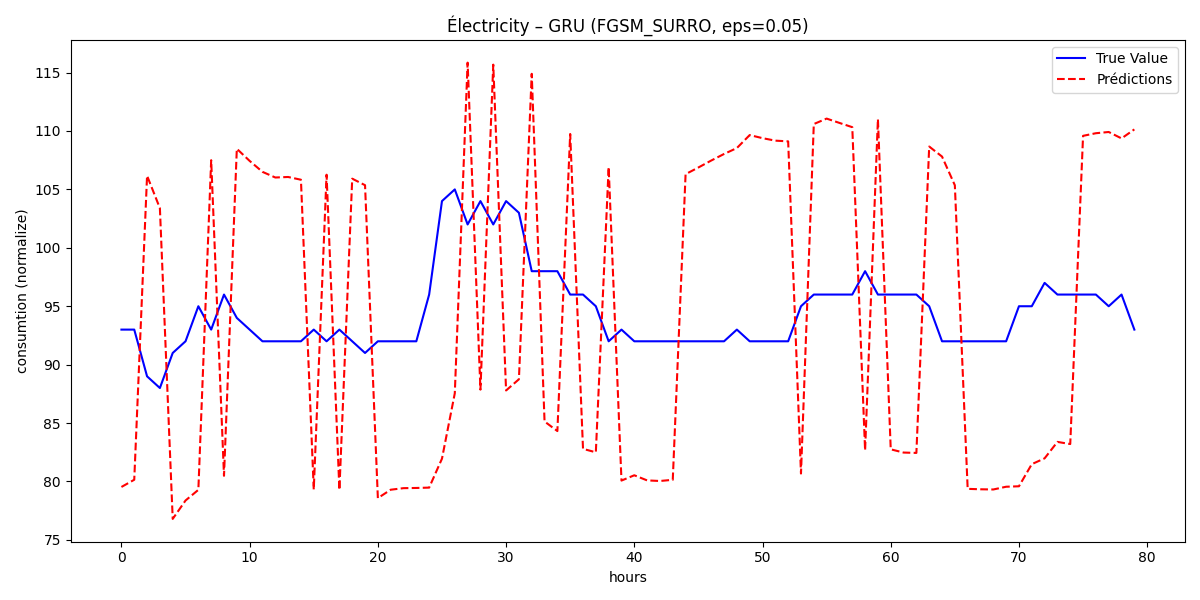 Électricity – GRU (FGSM_SURRO, eps=0.05)
True Value
Prédictions
consumtion (normalize)
115
110
105
100
95
90
85
80
75
0 10 20 30 40 50 60 70 80
hours